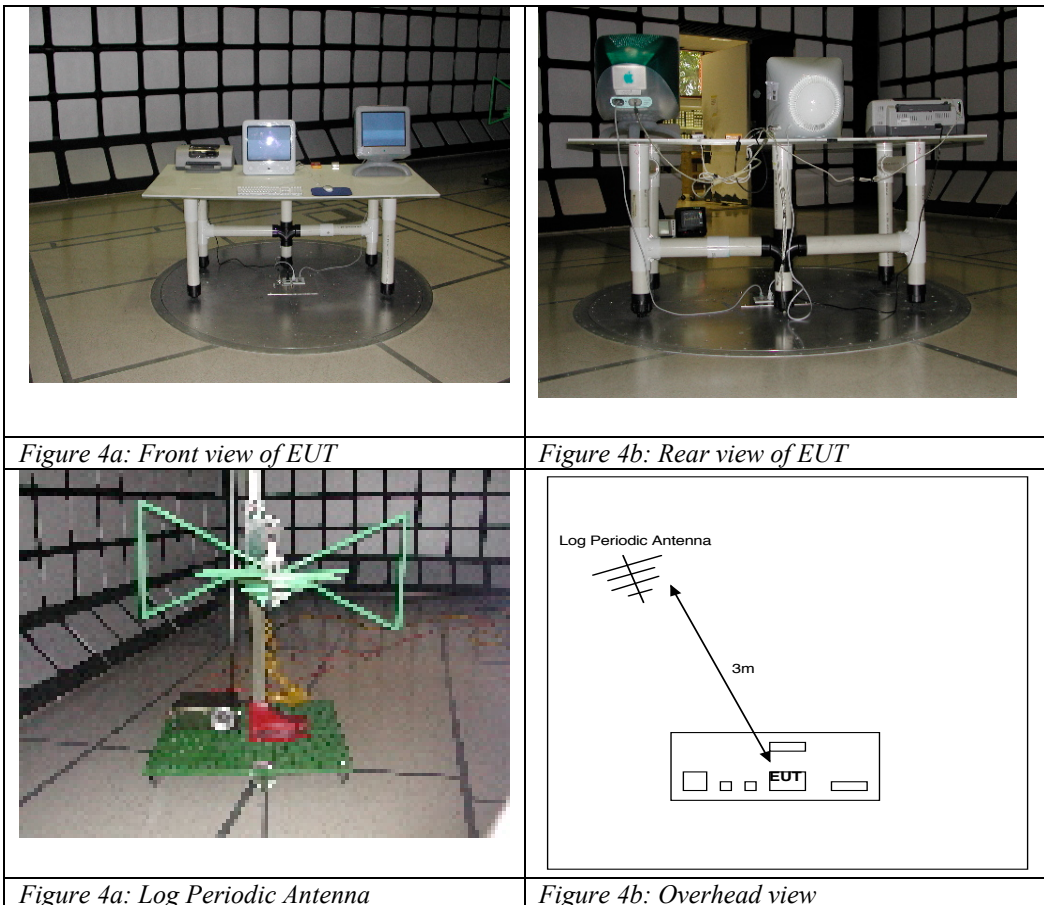 Figure 4a: Front view of EUT
Figure 4b: Rear view of EUT
Log Periodic Antenna
3m
EUT
Figure 4a: Log Periodic Antenna
Figure 4b: Overhead view